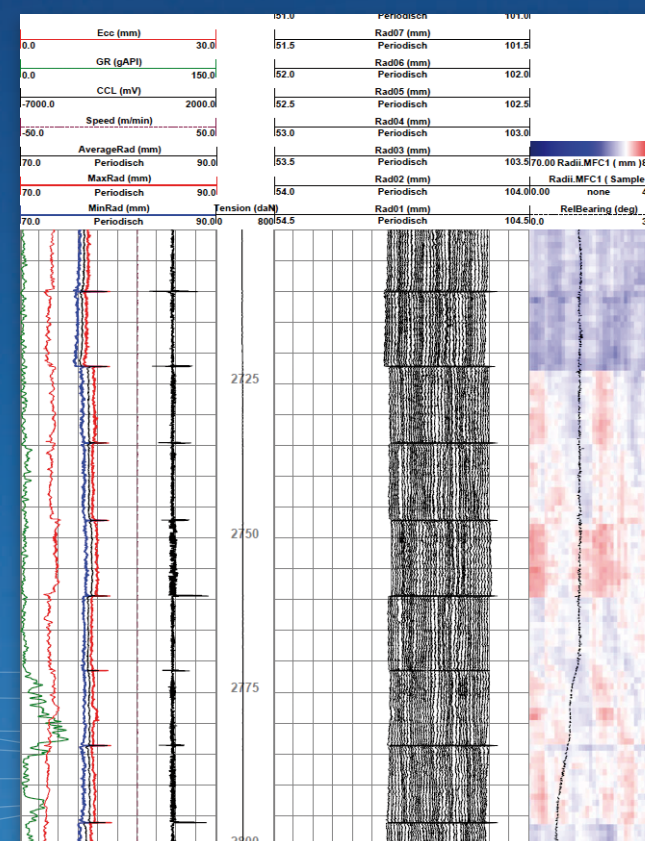 51.0 Periodisch 101.0
Ecc (mm)
0.0 30.0
GR (gAPI)
0.0 150.0
CCL (mV)
-7000.0 2000.0
Speed (m/min)
-50.0 50.0
AverageRad (mm)
70.0 Periodisch 90.0
MaxRad (mm)
70.0 Periodisch 90.0
MinRad (mm)
70.0 Periodisch 90.0
Tension (daN)
0 800
Rad07 (mm)
51.5 Periodisch 101.5
Rad06 (mm)
52.0 Periodisch 102.0
Rad05 (mm)
52.5 Periodisch 102.5
Rad04 (mm)
53.0 Periodisch 103.0
Rad03 (mm)
53.5 Periodisch 103.5
Rad02 (mm)
54.0 Periodisch 104.0
Rad01 (mm)
54.5 Periodisch 104.5
70.00 Radii.MFC1 ( mm )
Radii.MFC1 ( Sample
0.00 none
RelBearing (deg)
0.0
2725
2750
2775
2800